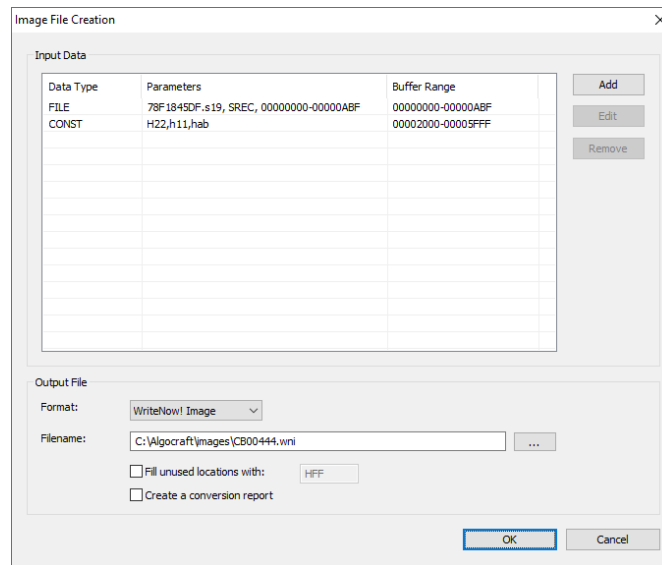 Image File Creation
Input Data
Data Type Parameters Buffer Range
FILE 78F1845DF.s19, SREC, 00000000-00000ABF 00000000-00000ABF
CONST H22,h11,hab 00002000-00005FFF
Add
Edit
Remove
Output File
Format: WriteNow! Image
Filename: C:\Algocraft\images\CB00444.wni ...
Fill unused locations with: HFF
Create a conversion report
OK Cancel